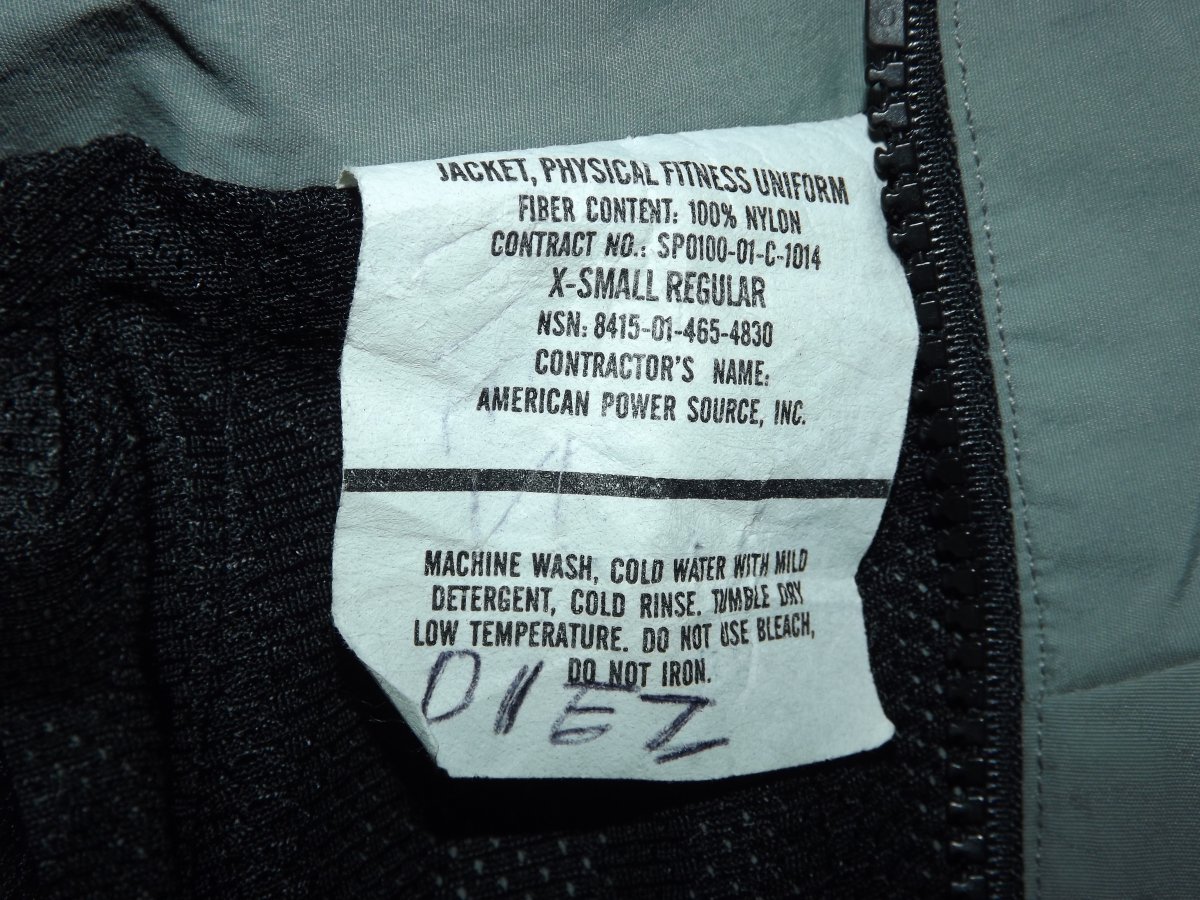 JACKET, PHYSICAL FITNESS UNIFORM
FIBER CONTENT: 100% NYLON
CONTRACT NO.: SP0100-01-C-1014
X-SMALL REGULAR
NSN: 8415-01-465-4830
CONTRACTOR'S NAME:
AMERICAN POWER SOURCE, INC.
MACHINE WASH, COLD WATER WITH MILD
DETERGENT, COLD RINSE. TUMBLE DRY
LOW TEMPERATURE. DO NOT USE BLEACH,
DO NOT IRON.
DIEZ